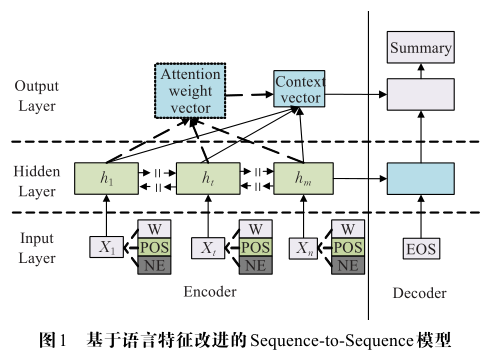 Summary
Attention weight vector
Context vector
Output Layer
Hidden Layer
h₁
hₜ
hₘ
Input Layer
X₁
W
POS
NE
Xₜ
W
POS
NE
Xₙ
W
POS
NE
EOS
Encoder
Decoder
图1 基于语言特征改进的Sequence-to-Sequence模型